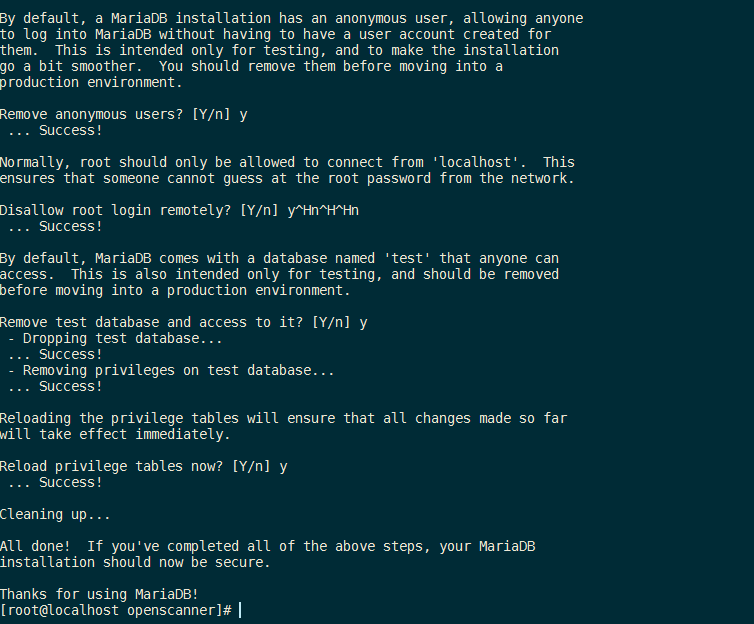 By default, a MariaDB installation has an anonymous user, allowing anyone
to log into MariaDB without having to have a user account created for
them.  This is intended only for testing, and to make the installation
go a bit smoother.  You should remove them before moving into a
production environment.
Remove anonymous users? [Y/n] y
 ... Success!
Normally, root should only be allowed to connect from 'localhost'.  This
ensures that someone cannot guess at the root password from the network.
Disallow root login remotely? [Y/n] y^Hn^H^Hn
 ... Success!
By default, MariaDB comes with a database named 'test' that anyone can
access.  This is also intended only for testing, and should be removed
before moving into a production environment.
Remove test database and access to it? [Y/n] y
 - Dropping test database...
 ... Success!
 - Removing privileges on test database...
 ... Success!
Reloading the privilege tables will ensure that all changes made so far
will take effect immediately.
Reload privilege tables now? [Y/n] y
 ... Success!
Cleaning up...
All done!  If you've completed all of the above steps, your MariaDB
installation should now be secure.
Thanks for using MariaDB!
[root@localhost openscanner]#